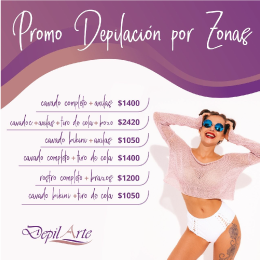 Promo Depilación por Zonas
cavado completo + axilas $1400
cavado c + axilas + tiro de cola + bozo $2420
cavado bikini + axilas $1050
cavado completo + tiro de cola $1400
rostro completo + brazos $1200
cavado bikini + tiro de cola $1050
DepilArte